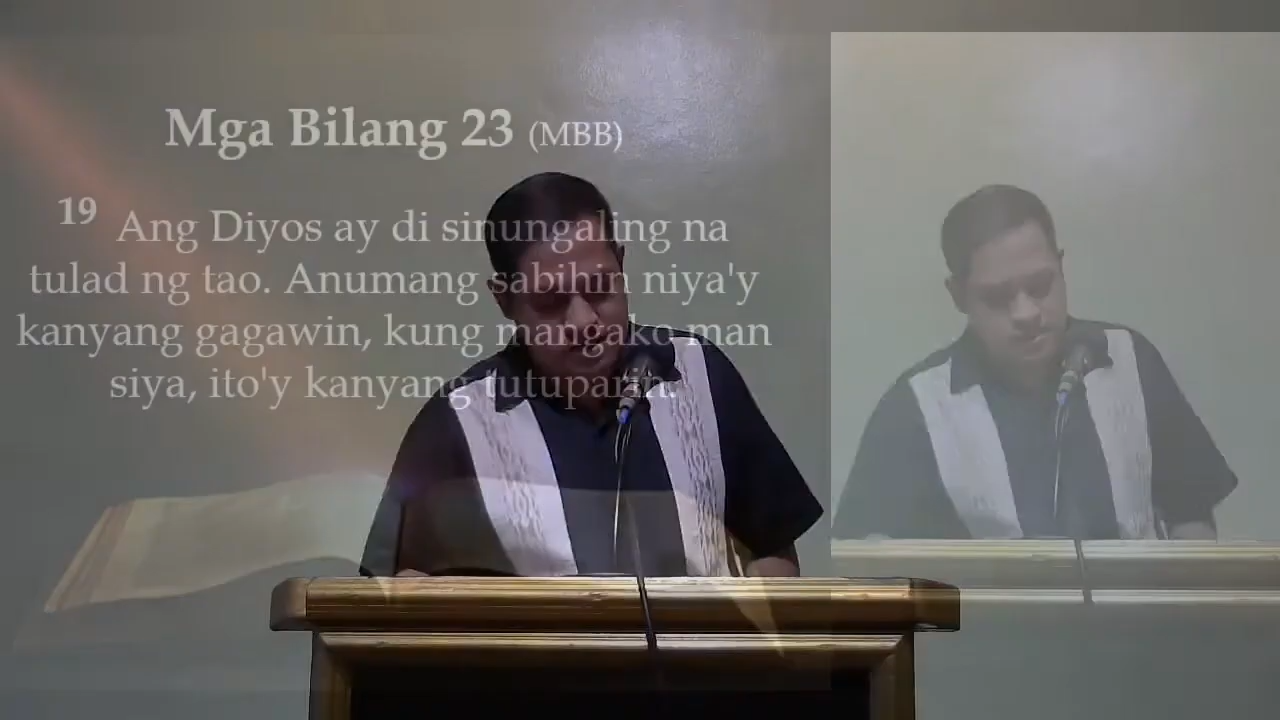 Mga Bilang 23 (MBB)
19 Ang Diyos ay di sinungaling na
tulad ng tao. Anumang sabihin niya'y
kanyang gagawin, kung mangako man
siya, ito'y kanyang tutuparin.